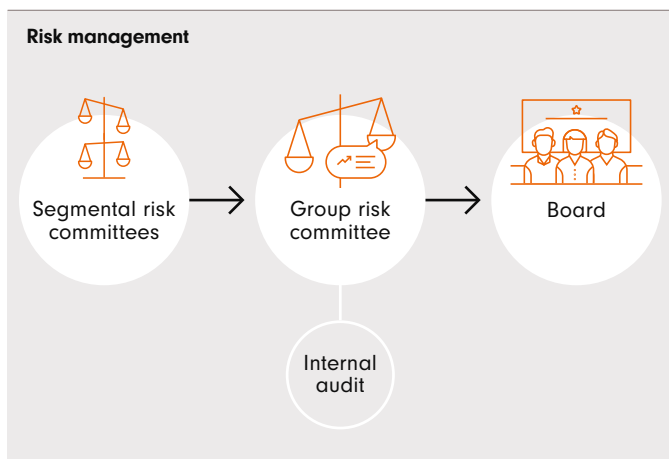 Risk management
Segmental risk
committees
Group risk
committee
Board
Internal
audit